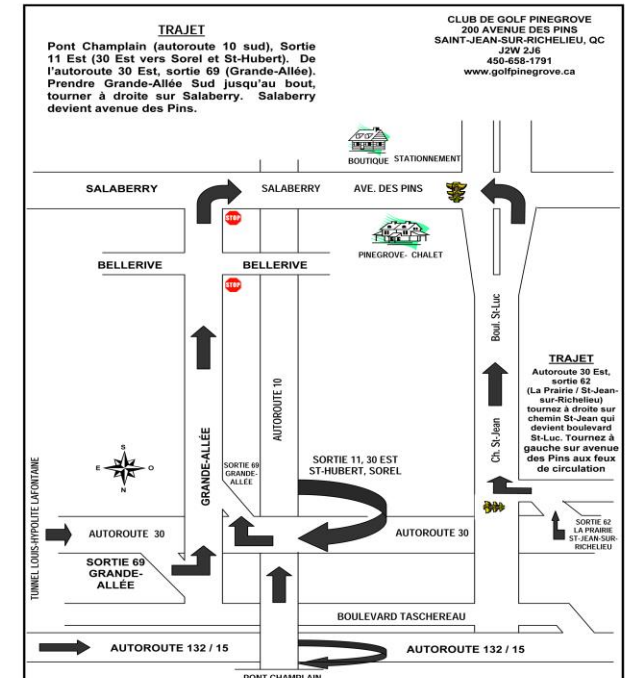 TRAJET
Pont Champlain (autoroute 10 sud), Sortie
11 Est (30 Est vers Sorel et St-Hubert). De
l'autoroute 30 Est, sortie 69 (Grande-Allée).
Prendre Grande-Allée Sud jusqu'au bout,
tourner à droite sur Salaberry. Salaberry
devient avenue des Pins.
CLUB DE GOLF PINEGROVE
200 AVENUE DES PINS
SAINT-JEAN-SUR-RICHELIEU, QC
J2W 2J6
450-658-1791
www.golfpinegrove.ca
BOUTIQUE STATIONNEMENT
SALABERRY
SALABERRY AVE. DES PINS
STOP
PINEGROVE- CHALET
BELLERIVE
BELLERIVE
STOP
Boul. St-Luc
Ch. St-Jean
TRAJET
Autoroute 30 Est,
sortie 62
(La Prairie / St-Jean-
sur-Richelieu)
tournez à droite sur
chemin St-Jean qui
devient boulevard
St-Luc. Tournez à
gauche sur avenue
des Pins aux feux
de circulation
AUTOROUTE 10
GRANDE-ALLÉE
S
E O
N
SORTIE 69
GRANDE-
ALLÉE
SORTIE 11, 30 EST
ST-HUBERT, SOREL
TUNNEL LOUIS-HYPOLITE LAFONTAINE
AUTOROUTE 30
AUTOROUTE 30
SORTIE 62
LA PRAIRIE
ST-JEAN-SUR-
RICHELIEU
SORTIE 69
GRANDE-
ALLÉE
BOULEVARD TASCHEREAU
AUTOROUTE 132 / 15
AUTOROUTE 132 / 15
PONT CHAMPLAIN